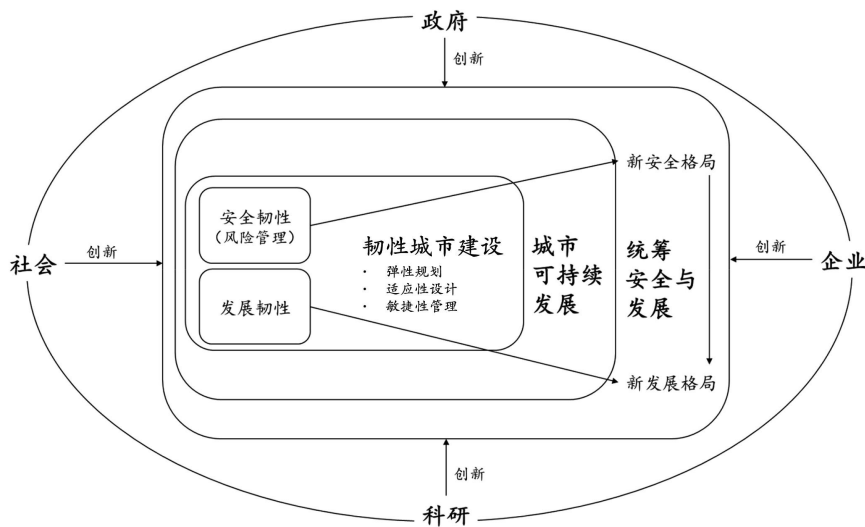 政府
创新
新安全格局
安全韧性
（风险管理）
社会
创新
韧性城市建设
· 弹性规划
· 适应性设计
· 敏捷性管理
城市
可持续
发展
统筹
安全与
发展
创新
企业
发展韧性
新发展格局
创新
科研